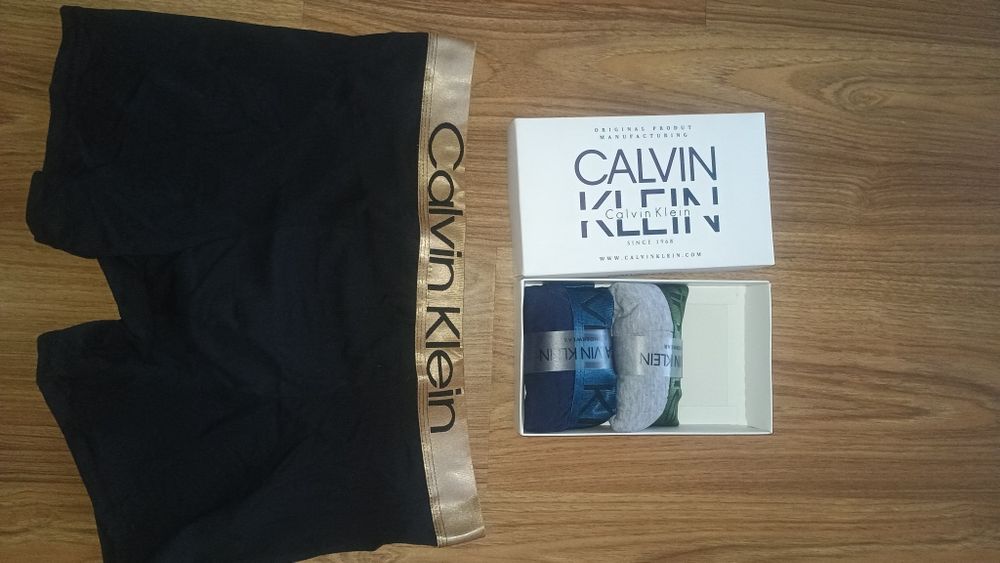 Calvin Klein
ORIGINAL PRODUT
MANUFACTURING
CALVIN
KLEIN
Calvin Klein
SINCE 1968
WWW.CALVINKLEIN.COM
VIN KLEIN
KLEIN